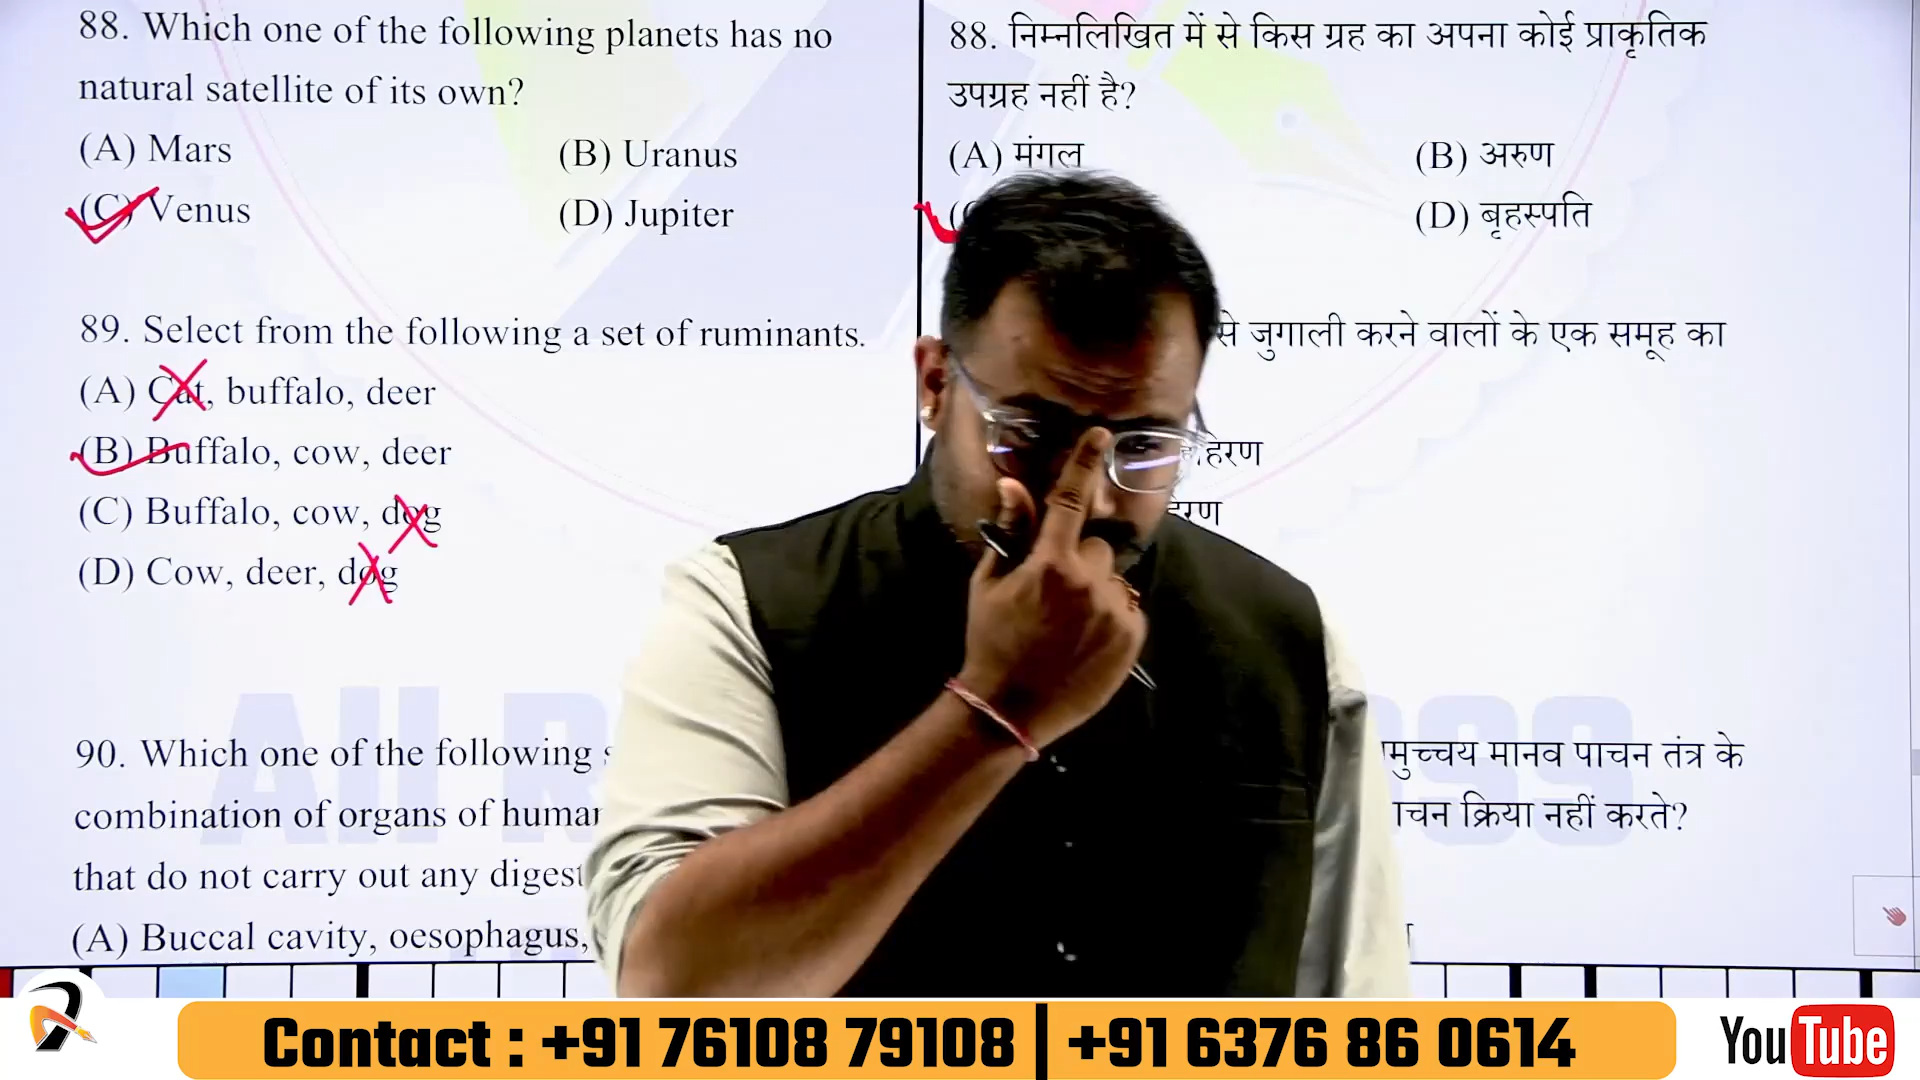 88. Which one of the following planets has no
natural satellite of its own?
(A) Mars (B) Uranus
(C) Venus (D) Jupiter
89. Select from the following a set of ruminants.
(A) Cat, buffalo, deer
(B) Buffalo, cow, deer
(C) Buffalo, cow, dog
(D) Cow, deer, dog
90. Which one of the following
combination of organs of human
that do not carry out any
(A) Buccal cavity, oesophagus,
88. निम्नलिखित में से किस ग्रह का अपना कोई प्राकृतिक
उपग्रह नहीं है?
(A) मंगल (B) अरुण
(D) बृहस्पति
से जुगाली करने वालों के एक समूह का
मानव पाचन तंत्र के
क्रिया नहीं करते?
Contact : +91 76108 79108 | +91 6376 86 0614
YouTube